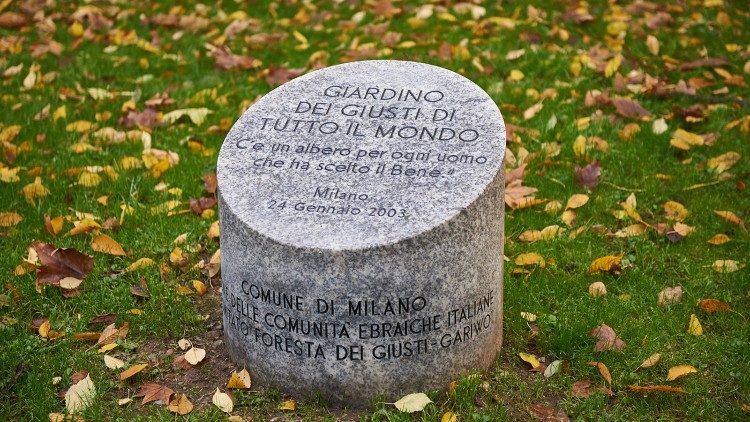 GIARDINO
DEI GIUSTI DI
TUTTO IL MONDO
"C'è un albero per ogni uomo
che ha scelto il Bene."
Milano
24 Gennaio 2003
COMUNE DI MILANO
DELLE COMUNITÀ EBRAICHE ITALIANE
FORESTA DEI GIUSTI - GARIWO